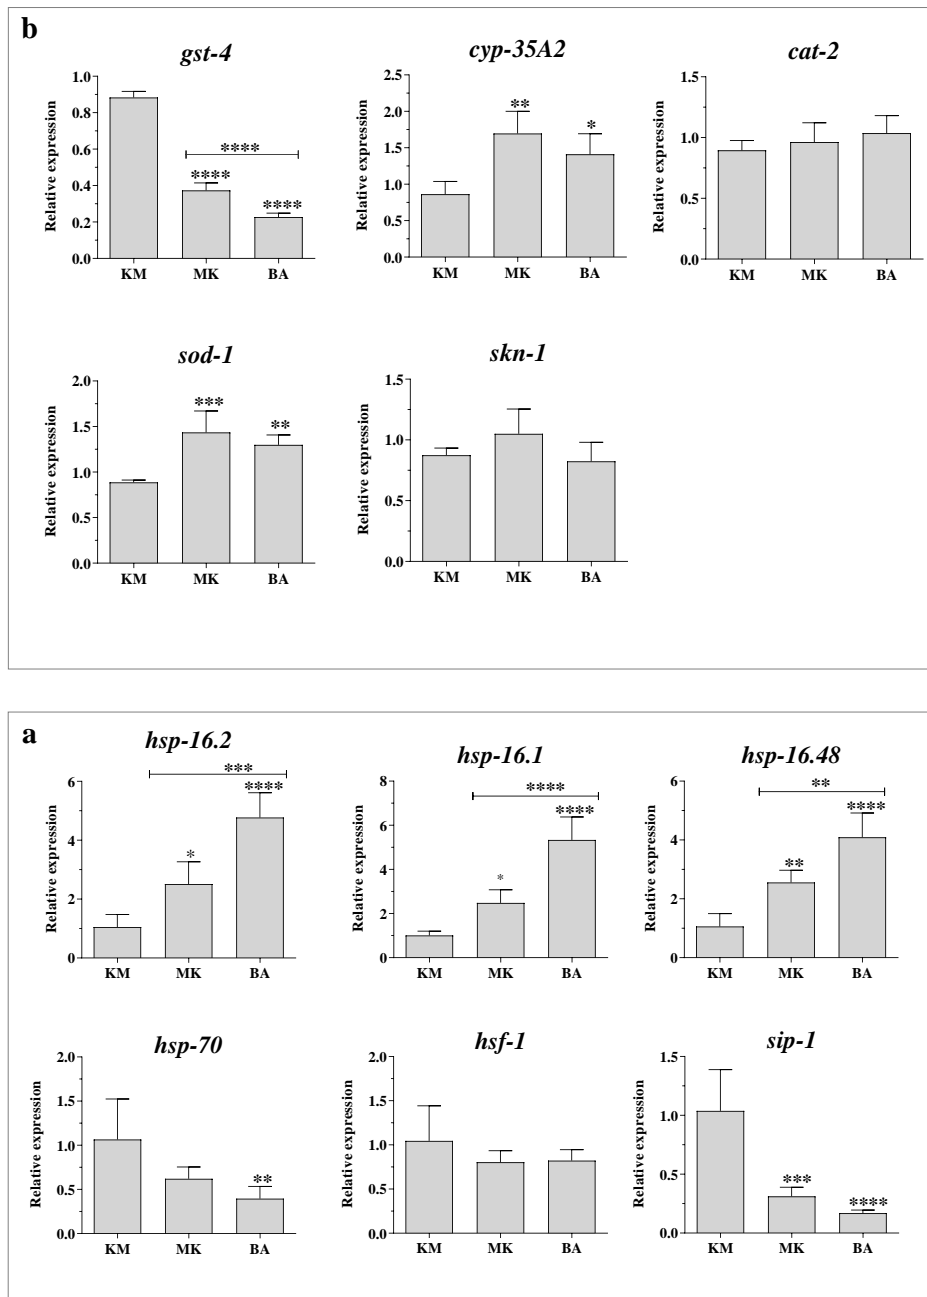 b
gst-4
cyp-35A2
cat-2
Relative expression
1.0
0.8
0.6
0.4
0.2
0.0
****
****
****
KM MK BA
Relative expression
2.5
2.0
1.5
1.0
0.5
0.0
**
*
KM MK BA
Relative expression
1.5
1.0
0.5
0.0
KM MK BA
sod-1
skn-1
Relative expression
2.0
1.5
1.0
0.5
0.0
***
**
KM MK BA
Relative expression
1.5
1.0
0.5
0.0
KM MK BA
a
hsp-16.2
hsp-16.1
hsp-16.48
Relative expression
6
4
2
0
***
****
*
KM MK BA
Relative expression
8
6
4
2
0
****
****
*
KM MK BA
Relative expression
6
4
2
0
**
****
**
KM MK BA
hsp-70
hsf-1
sip-1
Relative expression
2.0
1.5
1.0
0.5
0.0
**
KM MK BA
Relative expression
2.0
1.5
1.0
0.5
0.0
KM MK BA
Relative expression
1.5
1.0
0.5
0.0
***
****
KM MK BA